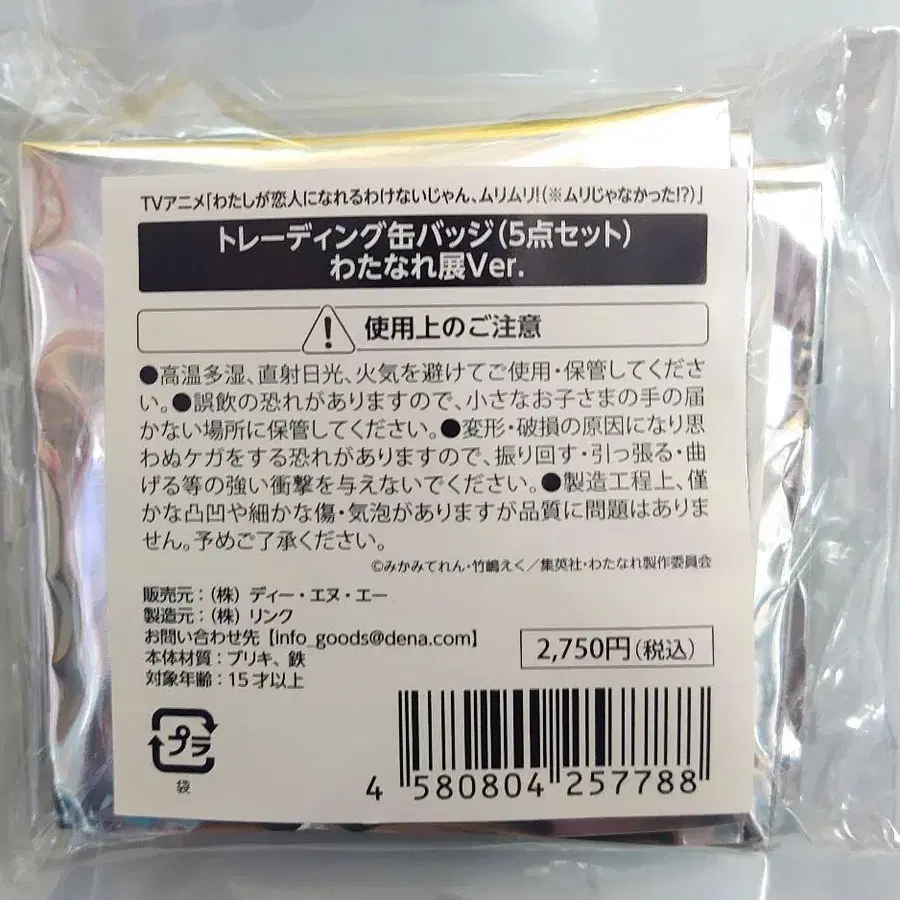 TVアニメ「わたしが恋人になれるわけないじゃん、ムリムリ!(※ムリじゃなかった!?)」
トレーディング缶バッジ(5点セット)
わたなれ展Ver.
使用上のご注意
●高温多湿、直射日光、火気を避けてご使用・保管してくださ
い。●誤飲の恐れがありますので、小さなお子さまの手の届
かない場所に保管してください。●変形・破損の原因になり思
わぬケガをする恐れがありますので、振り回す・引っ張る・曲
げる等の強い衝撃を与えないでください。●製造工程上、僅
かな凸凹や細かな傷・気泡がありますが品質に問題はありま
せん。予めご了承ください。
©みかみてれん・竹嶋えく/集英社・わたなれ製作委員会
販売元:(株)ディー・エヌ・エー
製造元:(株)リンク
お問い合わせ先【info_goods@dena.com】
本体材質:ブリキ、鉄
対象年齢:15才以上
2,750円(税込)
プラ
袋
4 580804 257788